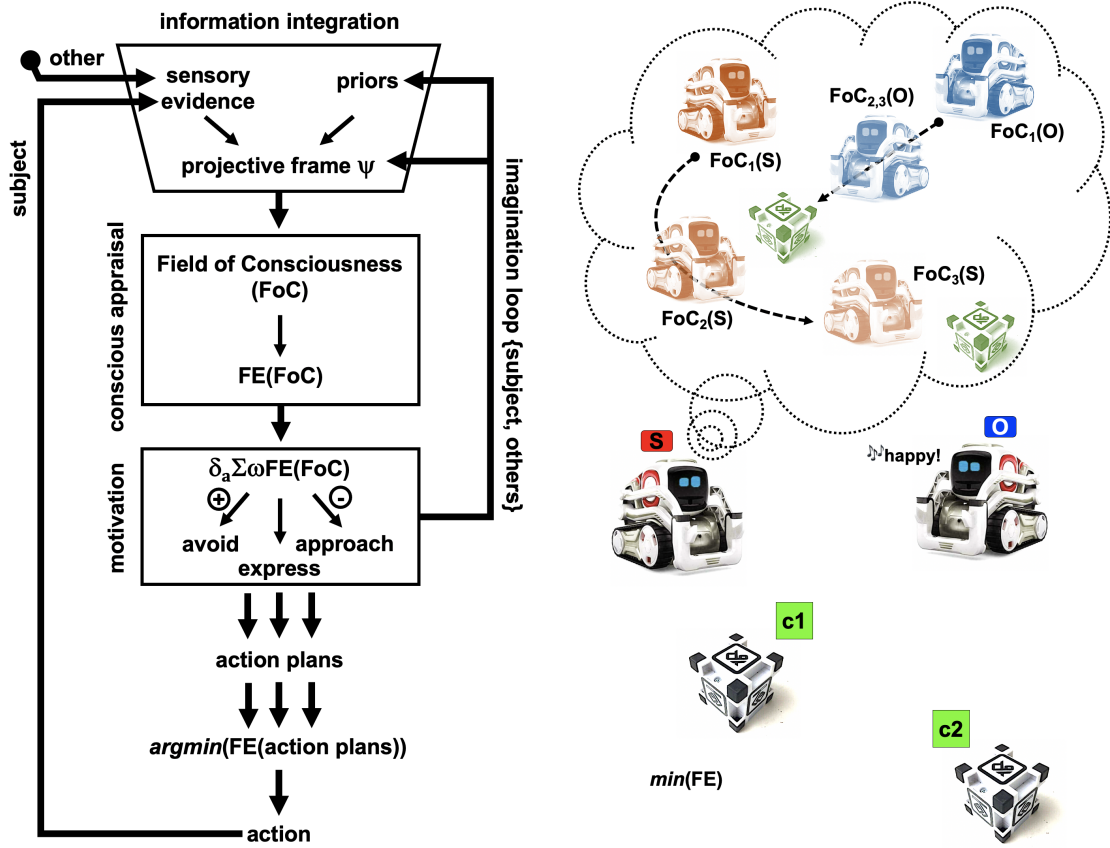 information integration
other
sensory
evidence
priors
projective frame ψ
subject
conscious appraisal
Field of Consciousness
(FoC)
FE(FoC)
motivation
δaΣωFE(FoC)
+
-
avoid
approach
express
imagination loop {subject, others}
action plans
argmin(FE(action plans))
action
FoC1(S)
FoC2,3(O)
FoC1(O)
FoC2(S)
FoC3(S)
S
O
🎶happy!
c1
c2
min(FE)